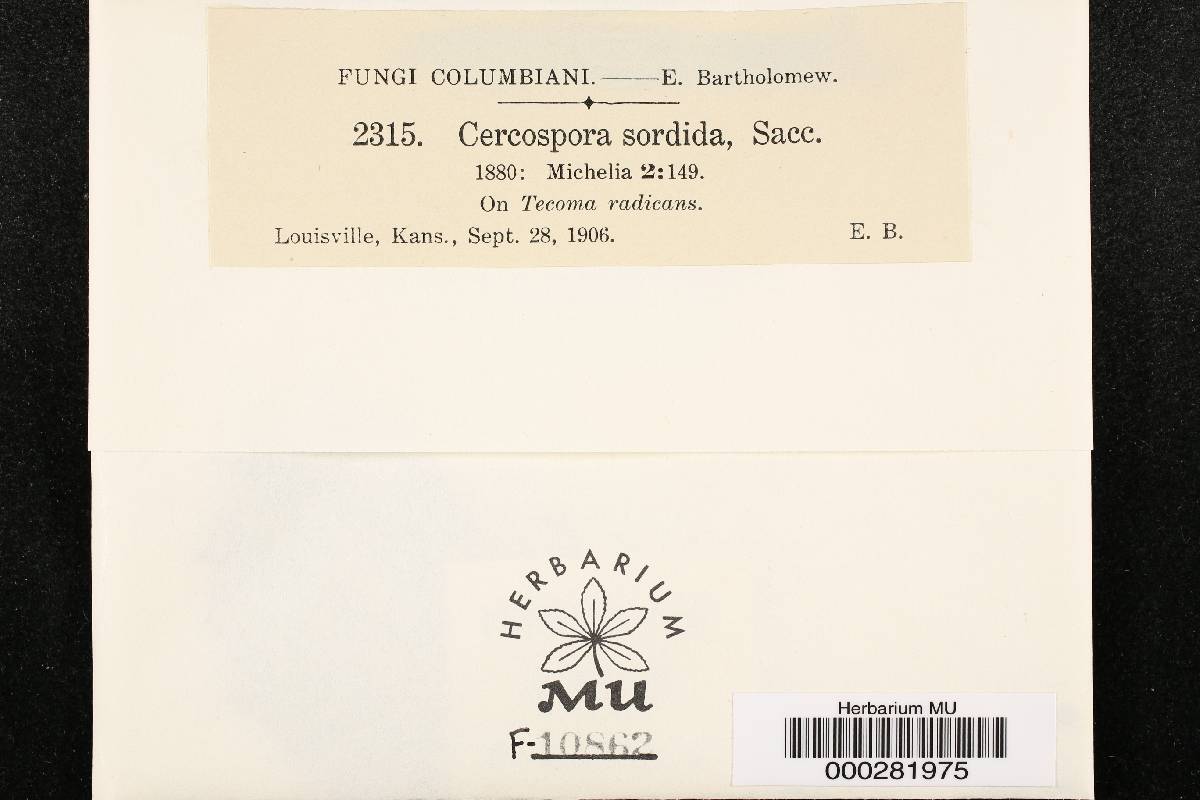 FUNGI COLUMBIANI.——E. Bartholomew.
2315. Cercospora sordida, Sacc.
1880: Michelia 2:149.
On Tecoma radicans.
Louisville, Kans., Sept. 28, 1906. E. B.
HERBARIUM
MU
F-10862
Herbarium MU
000281975